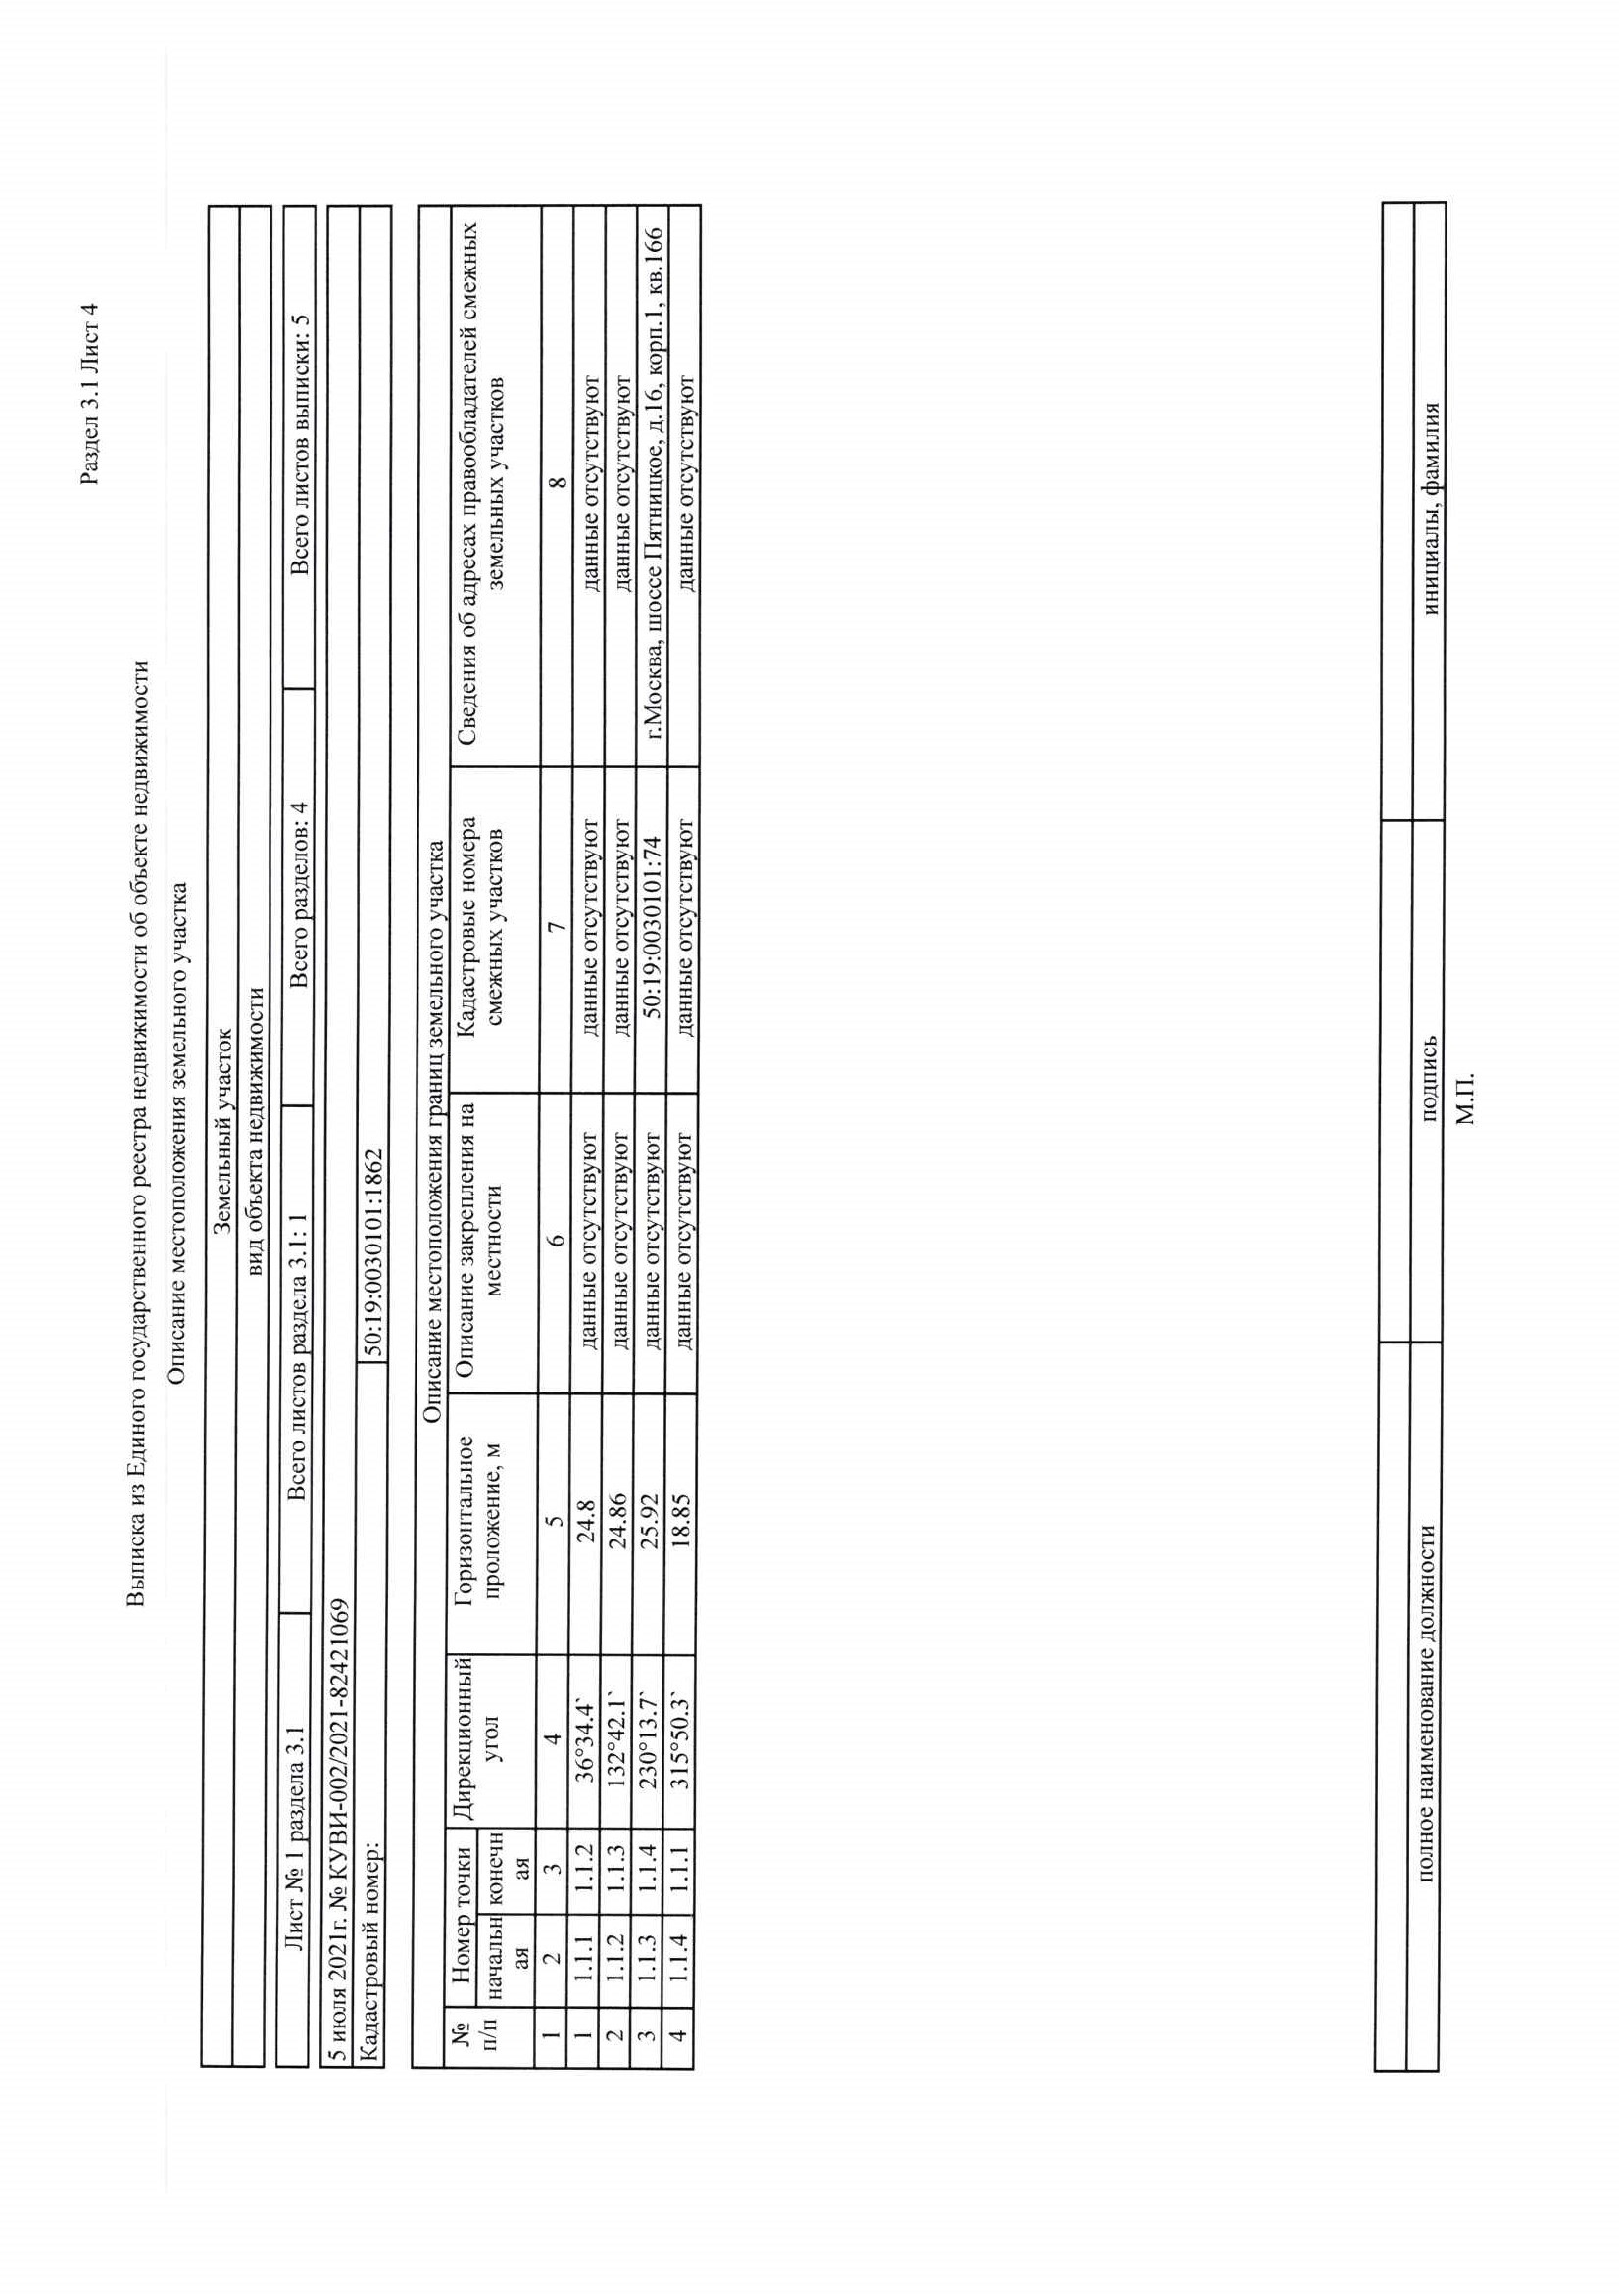 Раздел 3.1 Лист 4
Выписка из Единого государственного реестра недвижимости об объекте недвижимости
Описание местоположения земельного участка
Земельный участок
вид объекта недвижимости
Лист № 1 раздела 3.1 Всего листов раздела 3.1: 1 Всего разделов: 4 Всего листов выписки: 5
5 июля 2021г. № КУВИ-002/2021-82421069
Кадастровый номер: 50:19:0030101:1862
Описание местоположения границ земельного участка
№ п/п Номер точки Дирекционный угол Горизонтальное проложение, м Описание закрепления на местности Кадастровые номера смежных участков Сведения об адресах правообладателей смежных земельных участков
начальн ая конечн ая
1 2 3 4 5 6 7 8
1 1.1.1 1.1.2 36°34.4` 24.8 данные отсутствуют данные отсутствуют данные отсутствуют
2 1.1.2 1.1.3 132°42.1` 24.86 данные отсутствуют данные отсутствуют данные отсутствуют
3 1.1.3 1.1.4 230°13.7` 25.92 данные отсутствуют 50:19:0030101:74 г.Москва, шоссе Пятницкое, д.16, корп.1, кв.166
4 1.1.4 1.1.1 315°50.3` 18.85 данные отсутствуют данные отсутствуют данные отсутствуют
полное наименование должности подпись инициалы, фамилия
М.П.